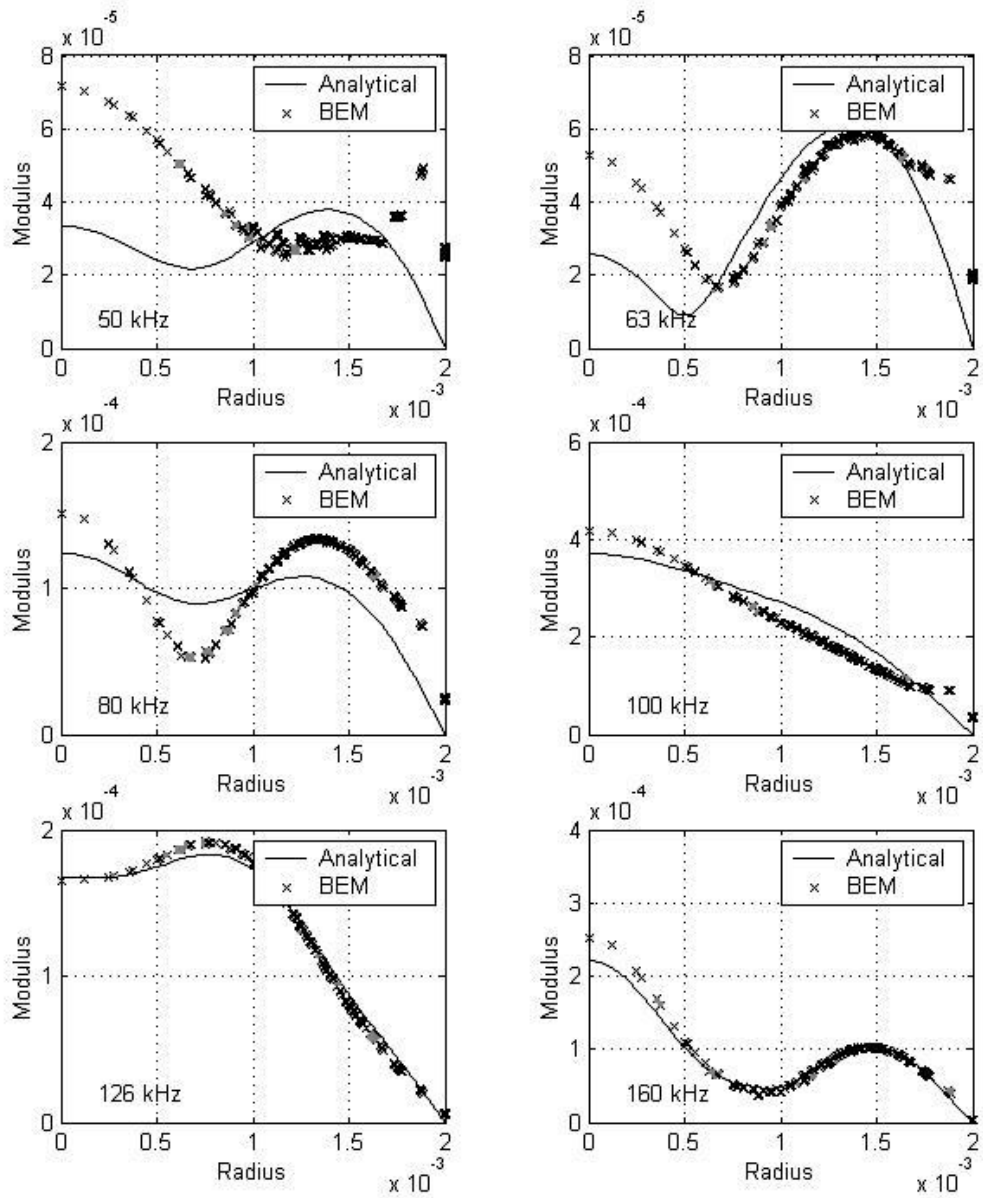 x 10^-5
8
6
4
2
0
Modulus
Analytical
BEM
50 kHz
0 0.5 1 1.5 2
Radius
x 10^-3
x 10^-5
8
6
4
2
0
Modulus
Analytical
BEM
63 kHz
0 0.5 1 1.5 2
Radius
x 10^-3
x 10^-4
2
1
0
Modulus
Analytical
BEM
80 kHz
0 0.5 1 1.5 2
Radius
x 10^-3
x 10^-4
6
4
2
0
Modulus
Analytical
BEM
100 kHz
0 0.5 1 1.5 2
Radius
x 10^-3
x 10^-4
2
1
0
Modulus
Analytical
BEM
126 kHz
0 0.5 1 1.5 2
Radius
x 10^-3
x 10^-4
4
3
2
1
0
Modulus
Analytical
BEM
160 kHz
0 0.5 1 1.5 2
Radius
x 10^-3